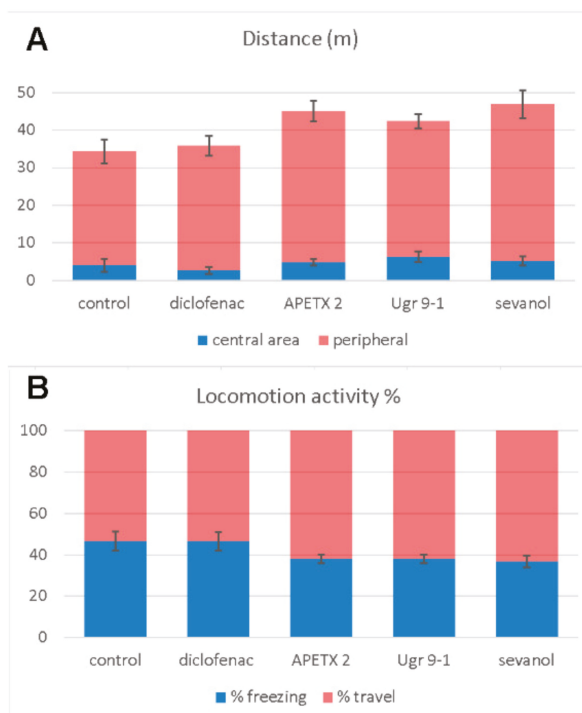 A
Distance (m)
50
40
30
20
10
0
control diclofenac APETX 2 Ugr 9-1 sevanol
central area peripheral
B
Locomotion activity %
100
80
60
40
20
0
control diclofenac APETX 2 Ugr 9-1 sevanol
% freezing % travel